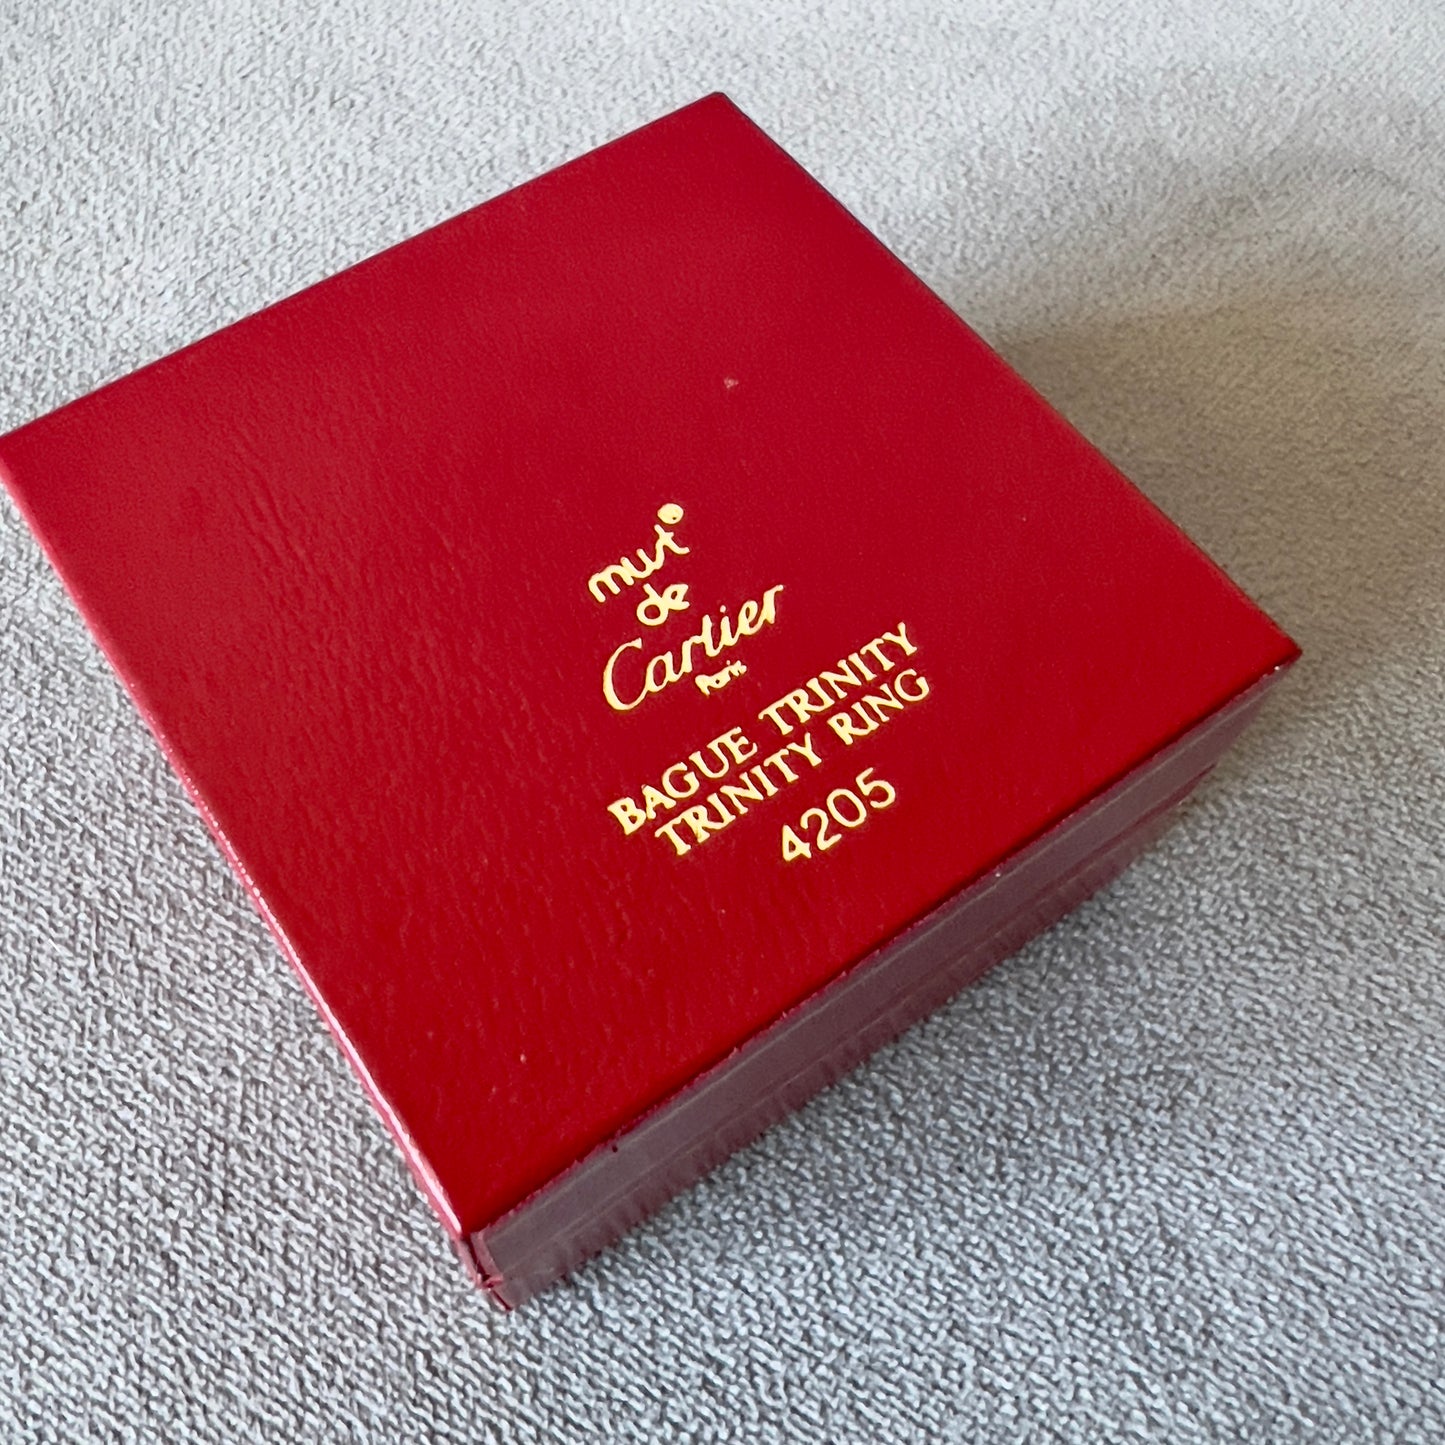 must
de
Cartier
Paris
BAGUE TRINITY
TRINITY RING
4205